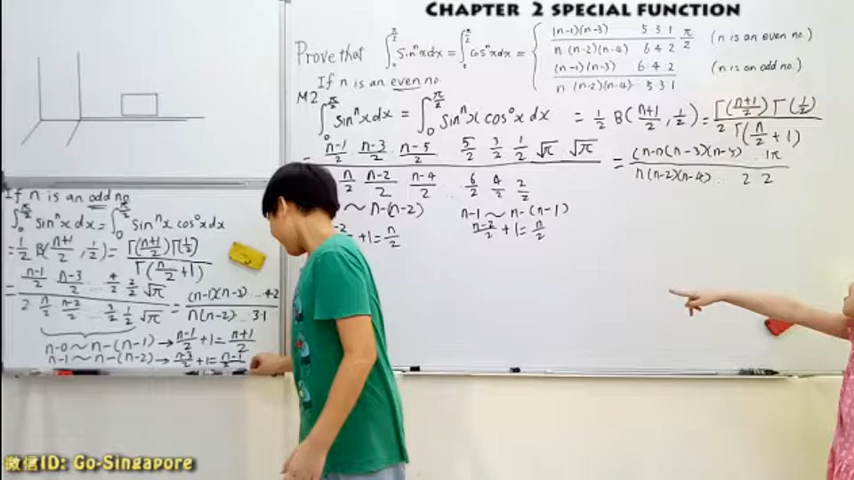 CHAPTER 2 SPECIAL FUNCTION
Prove that ∫₀^{π/2} sinⁿx dx = ∫₀^{π/2} cosⁿx dx =
(n-1)(n-3) 5 3 1 / n(n-2)(n-4) 6 4 2 π/2 (n is an even no.)
(n-1)(n-3) 6 4 2 / n(n-2)(n-4) 5 3 1 (n is an odd no.)
If n is an even no.
M2
∫₀^{π/2} sinⁿx dx = ∫₀^{π/2} sinⁿx cos⁰x dx = 1/2 B(n+1/2, 1/2) = Γ(n+1/2) Γ(1/2) / 2 Γ(n/2 + 1)
n-1/2 n-3/2 n-5/2 5/2 3/2 1/2 √π √π
n/2 n-2/2 n-4/2 .. 6/2 4/2 2/2
n(n-2)(n-4) 2 2
~ n-(n-2)
+1 = n/2
n-1 ~ n-(n-1)
n-2/2 + 1 = n/2
If n is an odd no.
∫₀^{π/2} sinⁿx dx = ∫₀^{π/2} sinⁿx cos⁰x dx
= 1/2 B(n+1/2, 1/2) = Γ(n+1/2) Γ(1/2) / Γ(n/2 + 1)
= n-1/2 n-3/2 ... 4/2 2/2 √π / 2 n/2 n-2/2 ... 3/2 1/2 √π = (n-1)(n-3) ... 4·2 / n(n-2) ... 3·1
n-0 ~ n-(n-1) → n-1/2 + 1 = n+1/2
n-1 ~ n-(n-2) → n-3/2 + 1 = n-1/2
微信ID: Go-Singapore